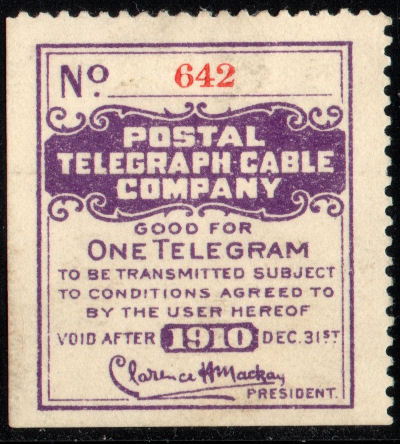 No. 642
POSTAL
TELEGRAPH CABLE
COMPANY
GOOD FOR
ONE TELEGRAM
TO BE TRANSMITTED SUBJECT
TO CONDITIONS AGREED TO
BY THE USER HEREOF
VOID AFTER 1910 DEC. 31ST
Clarence H Mackay
PRESIDENT.